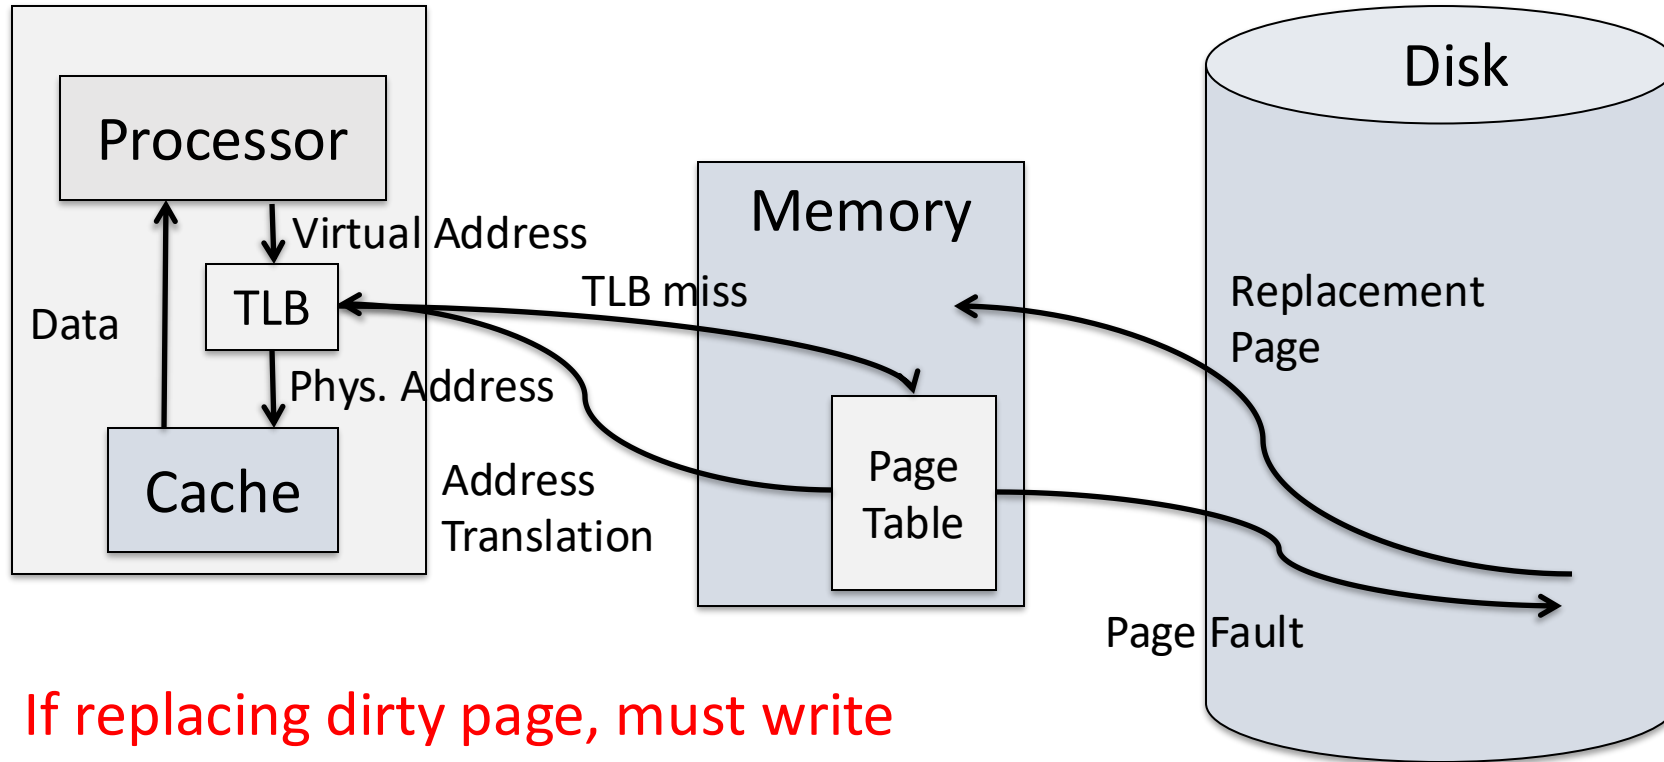 Disk
Processor
Memory
Virtual Address
TLB miss
Replacement
Page
TLB
Data
Phys. Address
Page
Table
Cache
Address
Translation
Page Fault
If replacing dirty page, must write